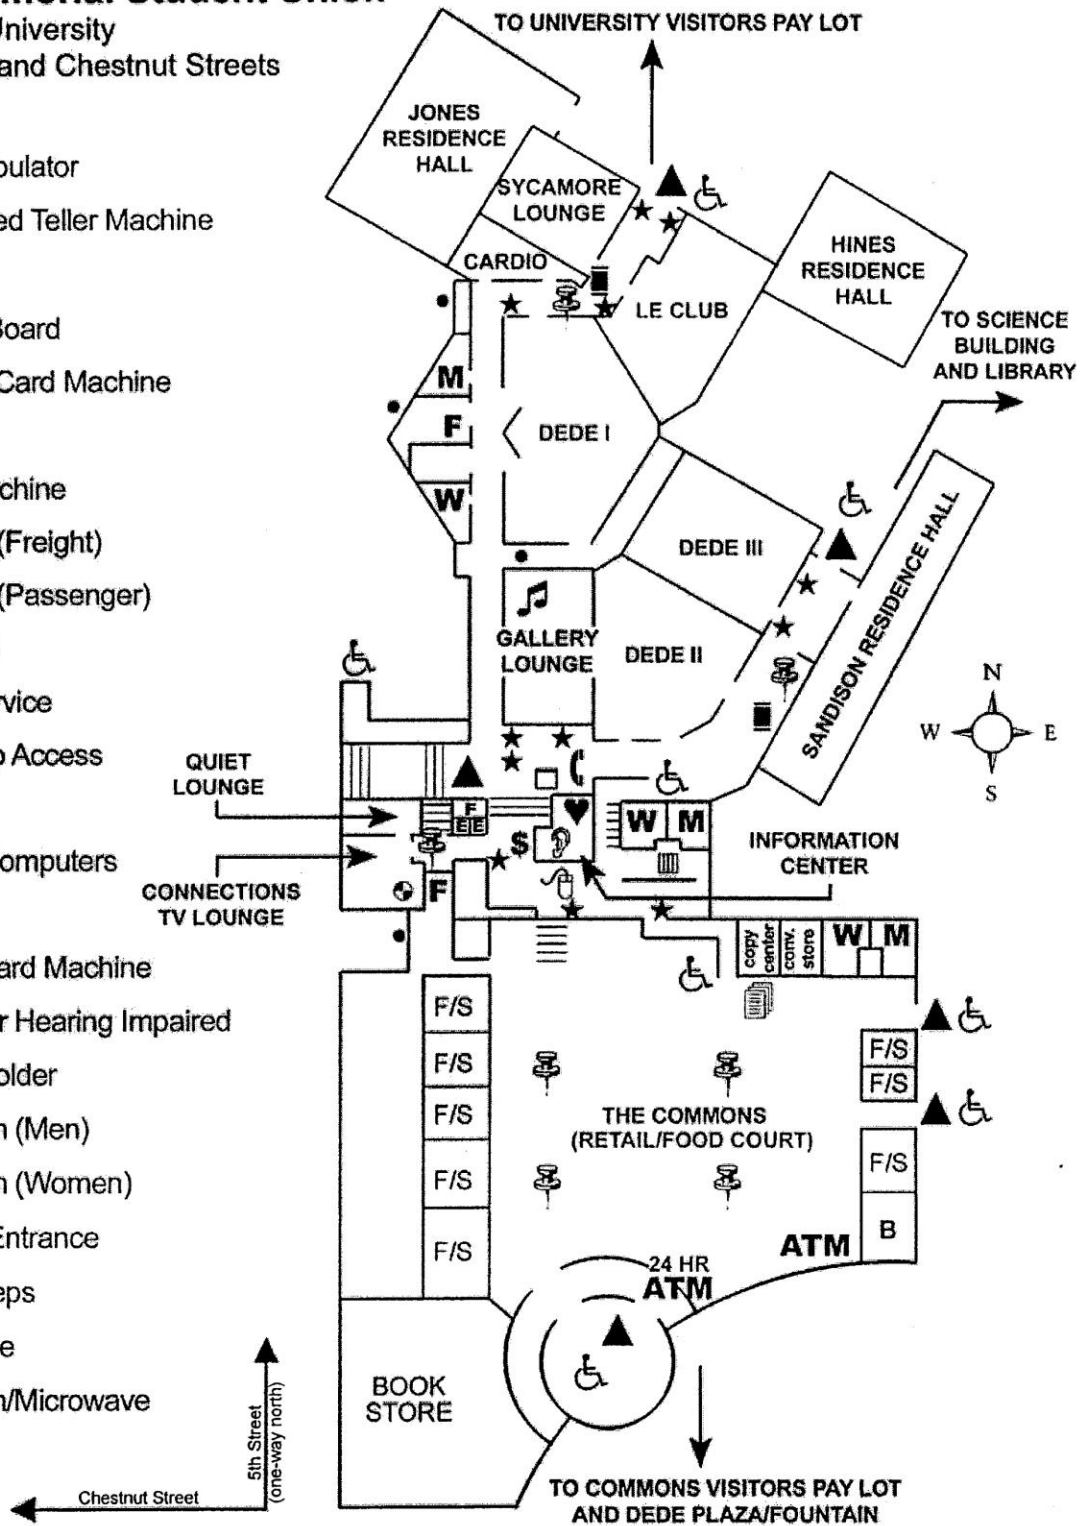 University
and Chestnut Streets
ed Teller Machine
Board
Card Machine
(Freight)
(Passenger)
Access
omputers
ard Machine
r Hearing Impaired
older
(Men)
(Women)
Entrance
eps
/Microwave
TO UNIVERSITY VISITORS PAY LOT
JONES
RESIDENCE
HALL
SYCAMORE
LOUNGE
CARDIO
LE CLUB
HINES
RESIDENCE
HALL
TO SCIENCE
BUILDING
AND LIBRARY
M
F
W
DEDE I
DEDE III
DEDE II
GALLERY
LOUNGE
SANDISON RESIDENCE HALL
N
W E
S
QUIET
LOUNGE
F
EE
$
W M
INFORMATION
CENTER
CONNECTIONS
TV LOUNGE
F
copy
center
conv.
store
W M
F/S
F/S
F/S
F/S
F/S
F/S
F/S
F/S
B
THE COMMONS
(RETAIL/FOOD COURT)
ATM
24 HR
ATM
BOOK
STORE
5th Street
(one-way north)
Chestnut Street
TO COMMONS VISITORS PAY LOT
AND DEDE PLAZA/FOUNTAIN